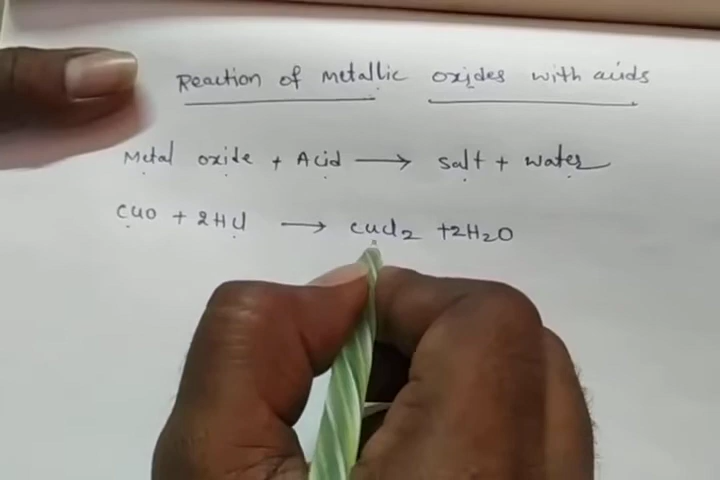 Reaction of metallic oxides with acids
Metal oxide + Acid ⟶ salt + water
CuO + 2HCl ⟶ CuCl2 +2H2O